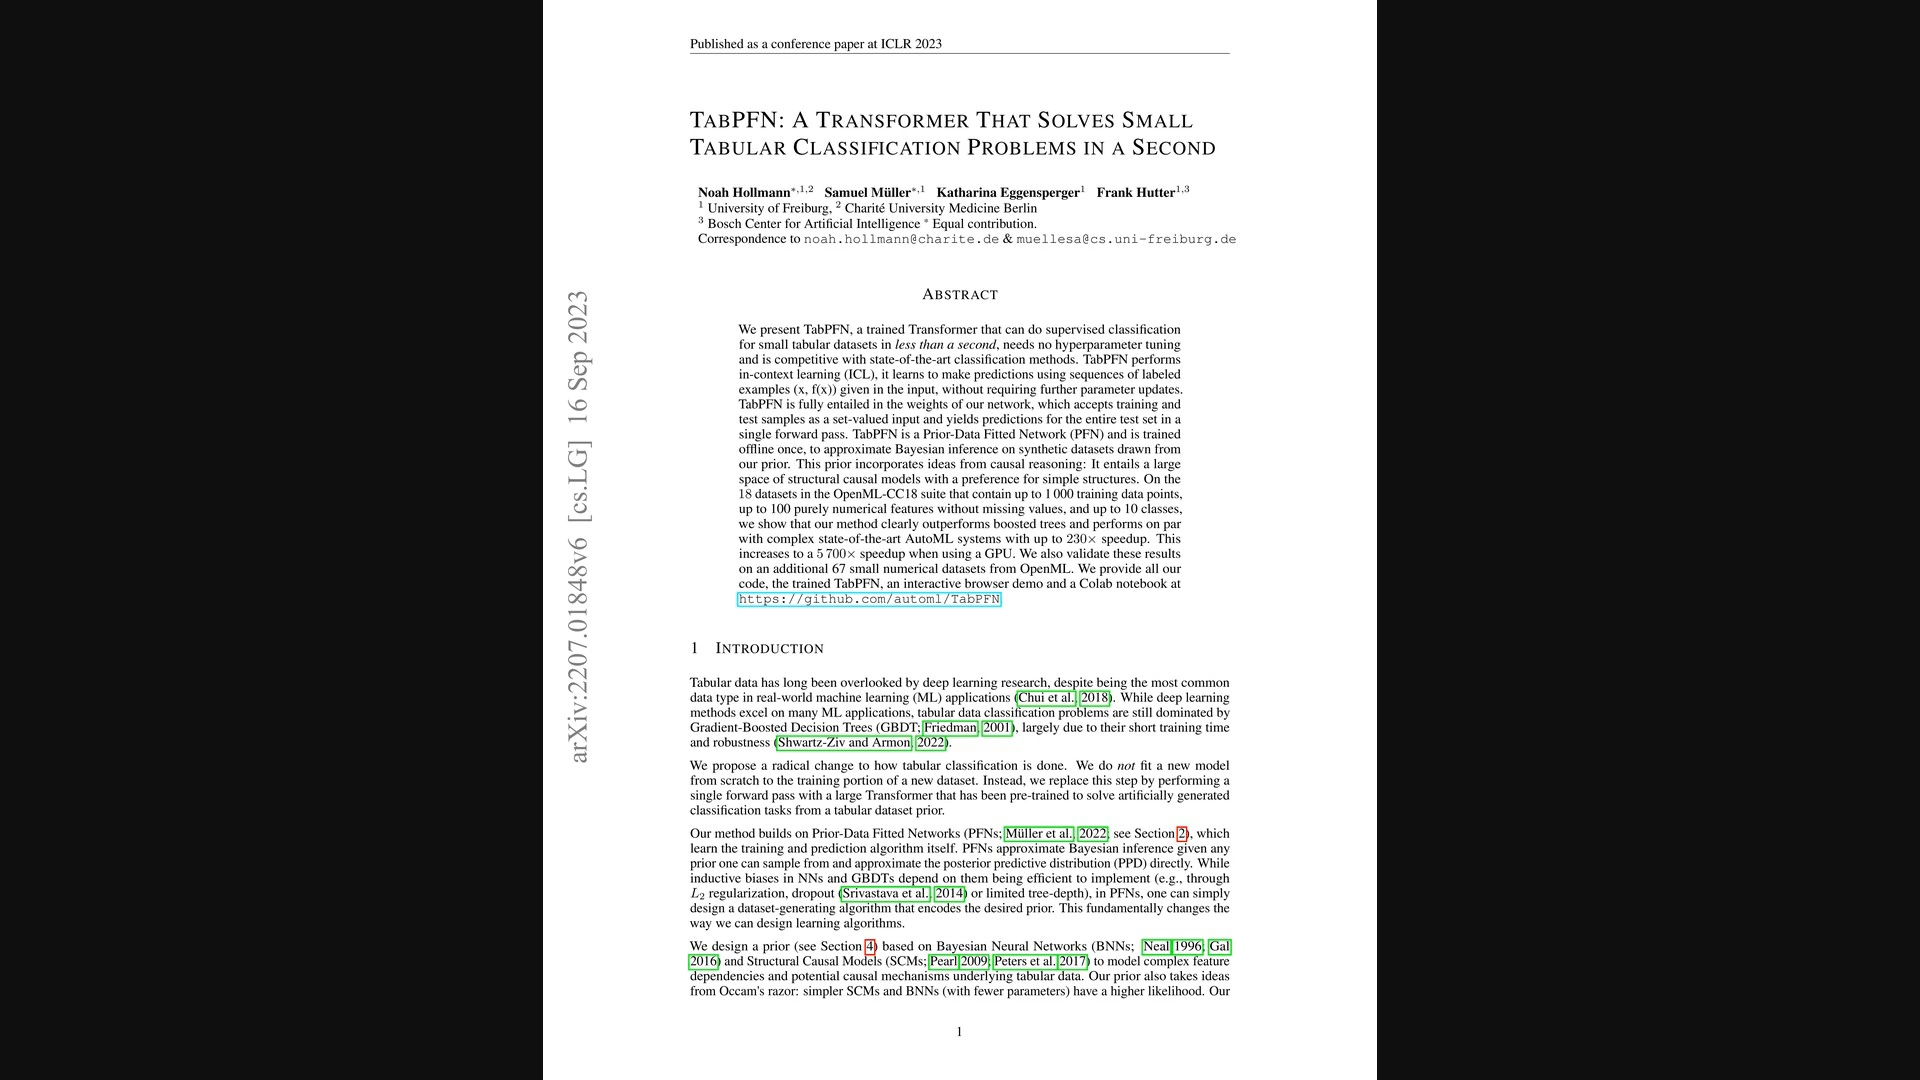 Published as a conference paper at ICLR 2023
TABPFN: A TRANSFORMER THAT SOLVES SMALL
TABULAR CLASSIFICATION PROBLEMS IN A SECOND
Noah Hollmann*,1,2 Samuel Müller*,1 Katharina Eggensperger1 Frank Hutter1,3
1 University of Freiburg, 2 Charité University Medicine Berlin
3 Bosch Center for Artificial Intelligence * Equal contribution.
Correspondence to noah.hollmann@charite.de & muellesa@cs.uni-freiburg.de
ABSTRACT
We present TabPFN, a trained Transformer that can do supervised classification
for small tabular datasets in less than a second, needs no hyperparameter tuning
and is competitive with state-of-the-art classification methods. TabPFN performs
in-context learning (ICL), it learns to make predictions using sequences of labeled
examples (x, f(x)) given in the input, without requiring further parameter updates.
TabPFN is fully entailed in the weights of our network, which accepts training and
test samples as a set-valued input and yields predictions for the entire test set in a
single forward pass. TabPFN is a Prior-Data Fitted Network (PFN) and is trained
offline once, to approximate Bayesian inference on synthetic datasets drawn from
our prior. This prior incorporates ideas from causal reasoning: It entails a large
space of structural causal models with a preference for simple structures. On the
18 datasets in the OpenML-CC18 suite that contain up to 1 000 training data points,
up to 100 purely numerical features without missing values, and up to 10 classes,
we show that our method clearly outperforms boosted trees and performs on par
with complex state-of-the-art AutoML systems with up to 230× speedup. This
increases to a 5 700× speedup when using a GPU. We also validate these results
on an additional 67 small numerical datasets from OpenML. We provide all our
code, the trained TabPFN, an interactive browser demo and a Colab notebook at
https://github.com/automl/TabPFN
1 INTRODUCTION
Tabular data has long been overlooked by deep learning research, despite being the most common
data type in real-world machine learning (ML) applications (Chui et al., 2018). While deep learning
methods excel on many ML applications, tabular data classification problems are still dominated by
Gradient-Boosted Decision Trees (GBDT; Friedman, 2001), largely due to their short training time
and robustness (Shwartz-Ziv and Armon, 2022).
We propose a radical change to how tabular classification is done. We do not fit a new model
from scratch to the training portion of a new dataset. Instead, we replace this step by performing a
single forward pass with a large Transformer that has been pre-trained to solve artificially generated
classification tasks from a tabular dataset prior.
Our method builds on Prior-Data Fitted Networks (PFNs; Müller et al., 2022; see Section 2), which
learn the training and prediction algorithm itself. PFNs approximate Bayesian inference given any
prior one can sample from and approximate the posterior predictive distribution (PPD) directly. While
inductive biases in NNs and GBDTs depend on them being efficient to implement (e.g., through
L2 regularization, dropout (Srivastava et al., 2014) or limited tree-depth), in PFNs, one can simply
design a dataset-generating algorithm that encodes the desired prior. This fundamentally changes the
way we can design learning algorithms.
We design a prior (see Section 4) based on Bayesian Neural Networks (BNNs; Neal 1996; Gal
2016) and Structural Causal Models (SCMs; Pearl 2009; Peters et al. 2017) to model complex feature
dependencies and potential causal mechanisms underlying tabular data. Our prior also takes ideas
from Occam's razor: simpler SCMs and BNNs (with fewer parameters) have a higher likelihood. Our
1
arXiv:2207.01848v6 [cs.LG] 16 Sep 2023